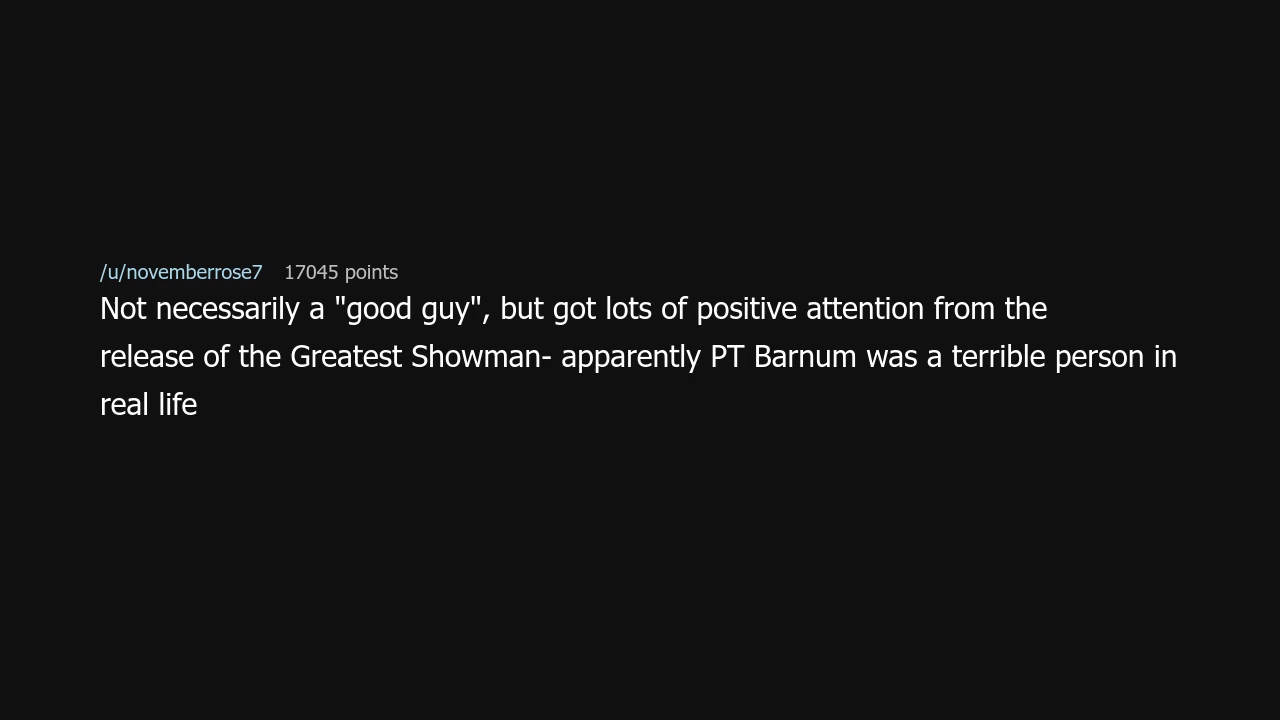 /u/novemberrose7 17045 points
Not necessarily a "good guy", but got lots of positive attention from the
release of the Greatest Showman- apparently PT Barnum was a terrible person in
real life